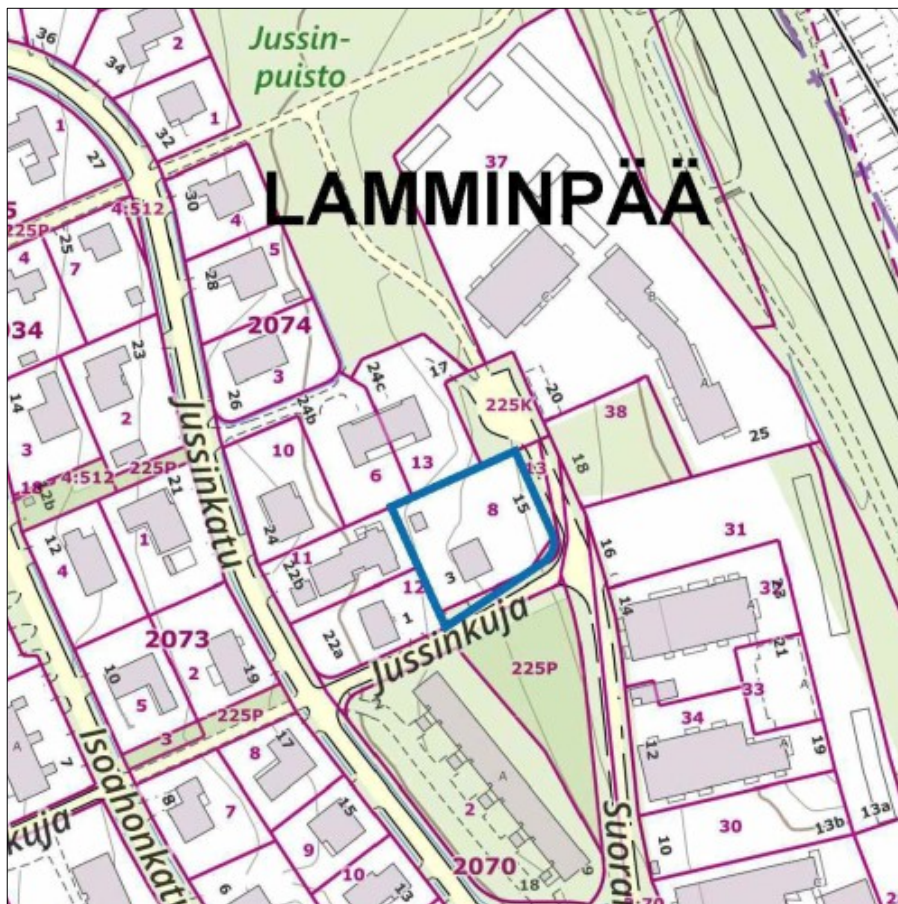 36
2
34
Jussin-
puisto
1
1
32
27
37
LAMMINPÄÄ
30
4
4:512
225P
25
5
4
7
28
5
2074
034
23
3
B
A
14
2
26
24b
24c
17
225K
20
38
25
3
10
6
13
13
18
4:512
225P
18
12b
21
Jussinkatu
15
8
31
12
1
24
4
11
22b
3
16
12
1
14
A
32
23
2073
22a
Jussinkuja
225P
21
10
2
19
33
A
5
225P
34
A
3
A
7
8
17
12
A
19
Isoahonkatu
8
7
15
2
Suoran
30
13b
13a
kuja
9
2070
10
9
6
10
13
18